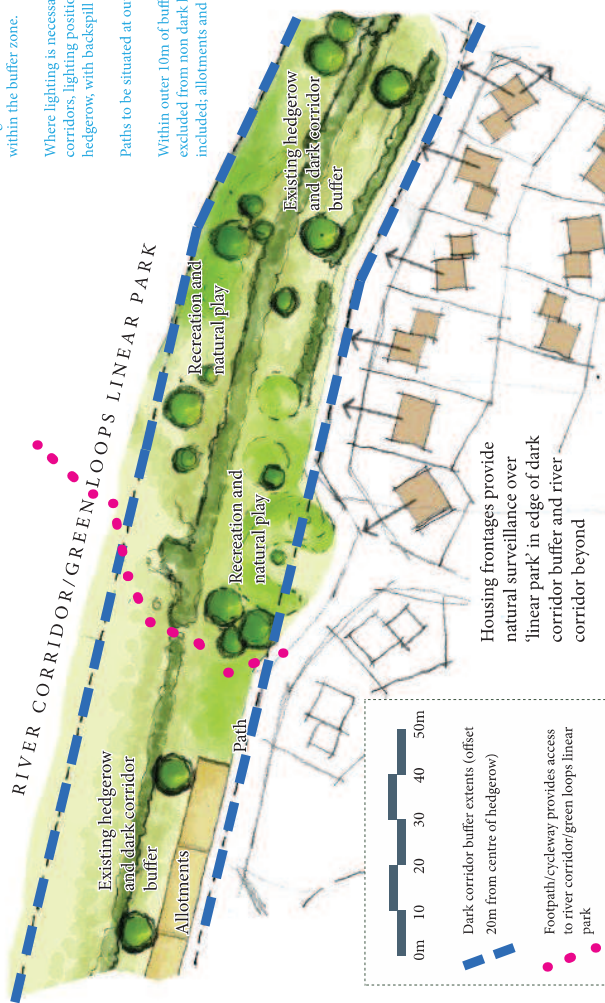 within the buffer zone.
Where lighting is necessa
corridors, lighting positio
hedgerow, with backspill
Paths to be situated at ou
Within outer 10m of buff
excluded from non dark
included; allotments and
RIVER CORRIDOR/GREEN LOOPS LINEAR PARK
Existing hedgerow
and dark corridor
buffer
Recreation and
natural play
Recreation and
natural play
Existing hedgerow
and dark corridor
buffer
Allotments
Path
Housing frontages provide
natural surveillance over
‘linear park’ in edge of dark
corridor buffer and river
corridor beyond
0m 10 20 30 40 50m
Dark corridor buffer extents (offset
20m from centre of hedgerow)
Footpath/cycleway provides access
to river corridor/green loops linear
park